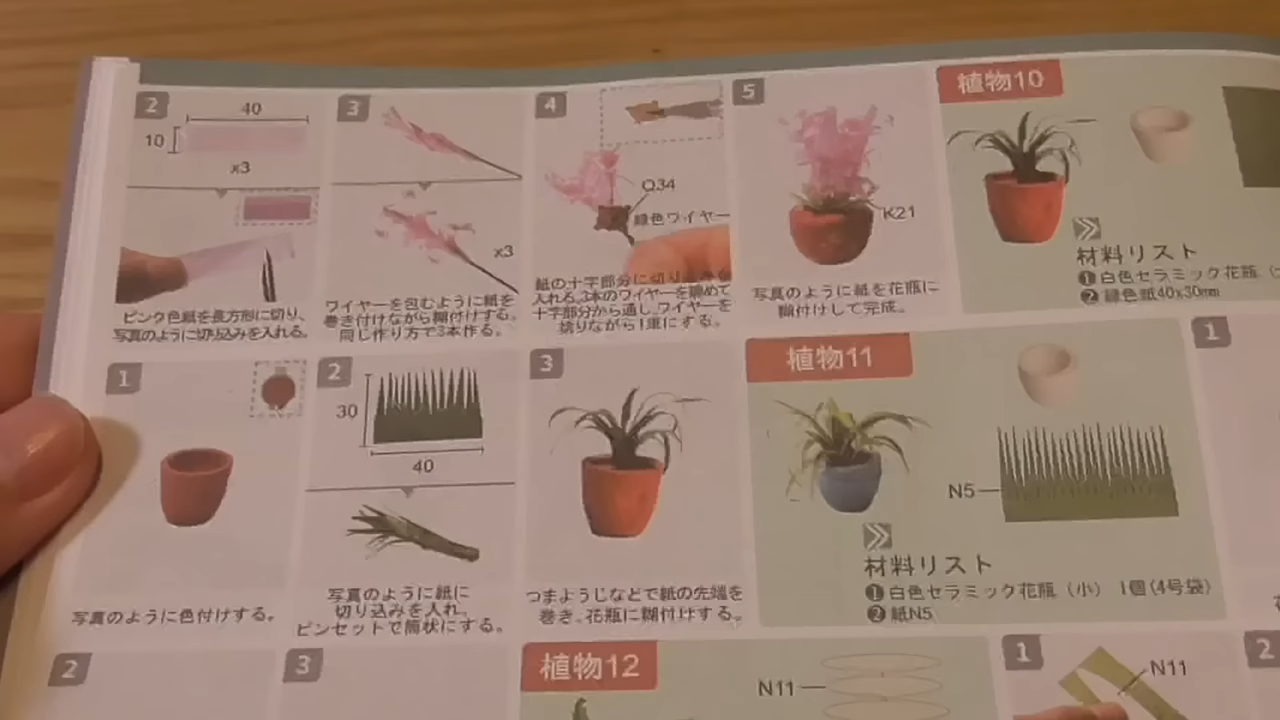 2
40
10
x3
ピンク色紙を長方形に切り、
写真のように切り込みを入れる。
3
x3
ワイヤーを包むように紙を
巻き付けながら糊付けする。
同じ作り方で3本作る。
4
O34
緑色ワイヤー
紙の十字部分に切り込みを
入れる。3本のワイヤーを纏めて
十字部分から通し、ワイヤーを
捻りながら1重にする。
5
K21
写真のように紙を花瓶に
糊付けして完成。
植物10
材料リスト
❶白色セラミック花瓶
❷緑色紙40x30mm
1
写真のように色付けする。
2
30
40
写真のように紙に
切り込みを入れ、
ピンセットで筒状にする。
3
つまようじなどで紙の先端を
巻き、花瓶に糊付けする。
植物11
N5
材料リスト
❶白色セラミック花瓶（小） 1個(4号袋)
❷紙N5
1
2
3
植物12
N11
1
N11
2